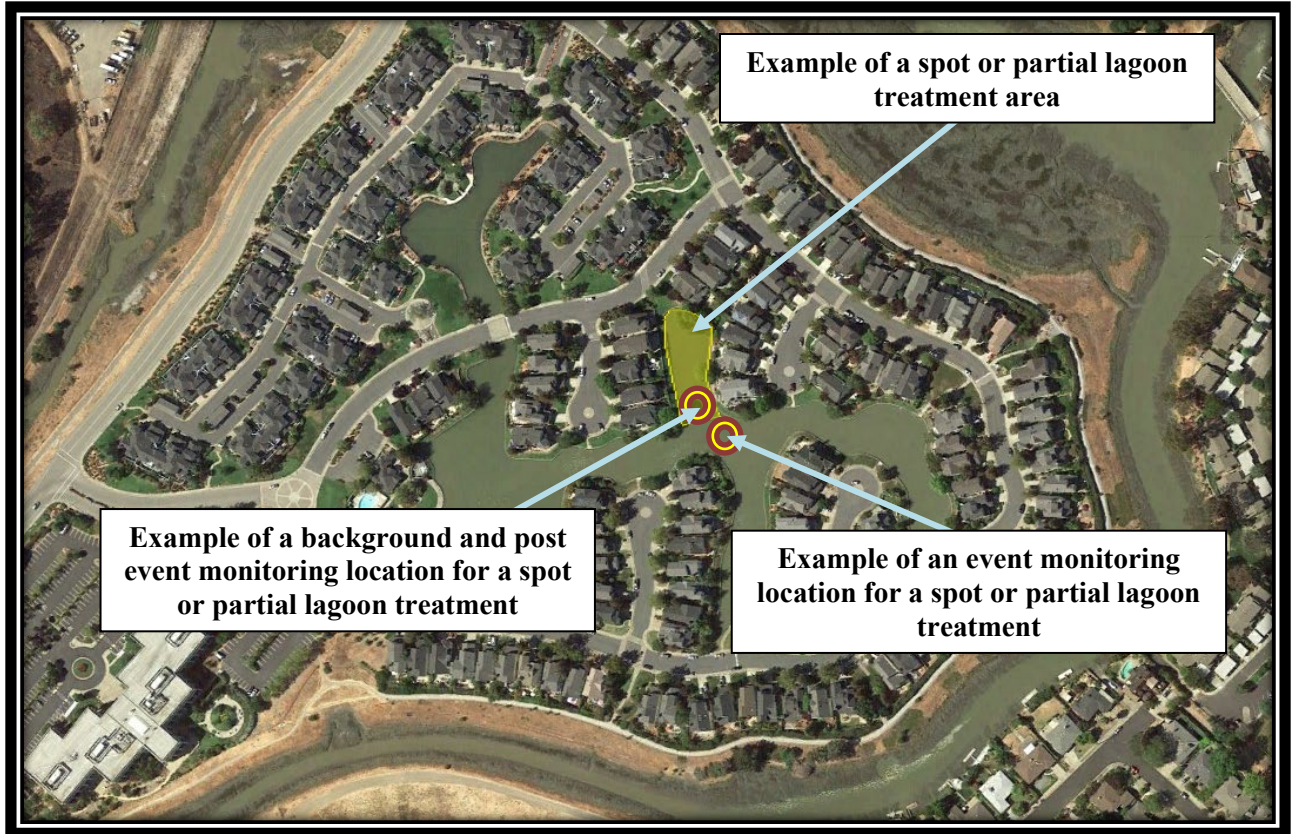 Example of a spot or partial lagoon
treatment area
Example of a background and post
event monitoring location for a spot
or partial lagoon treatment
Example of an event monitoring
location for a spot or partial lagoon
treatment